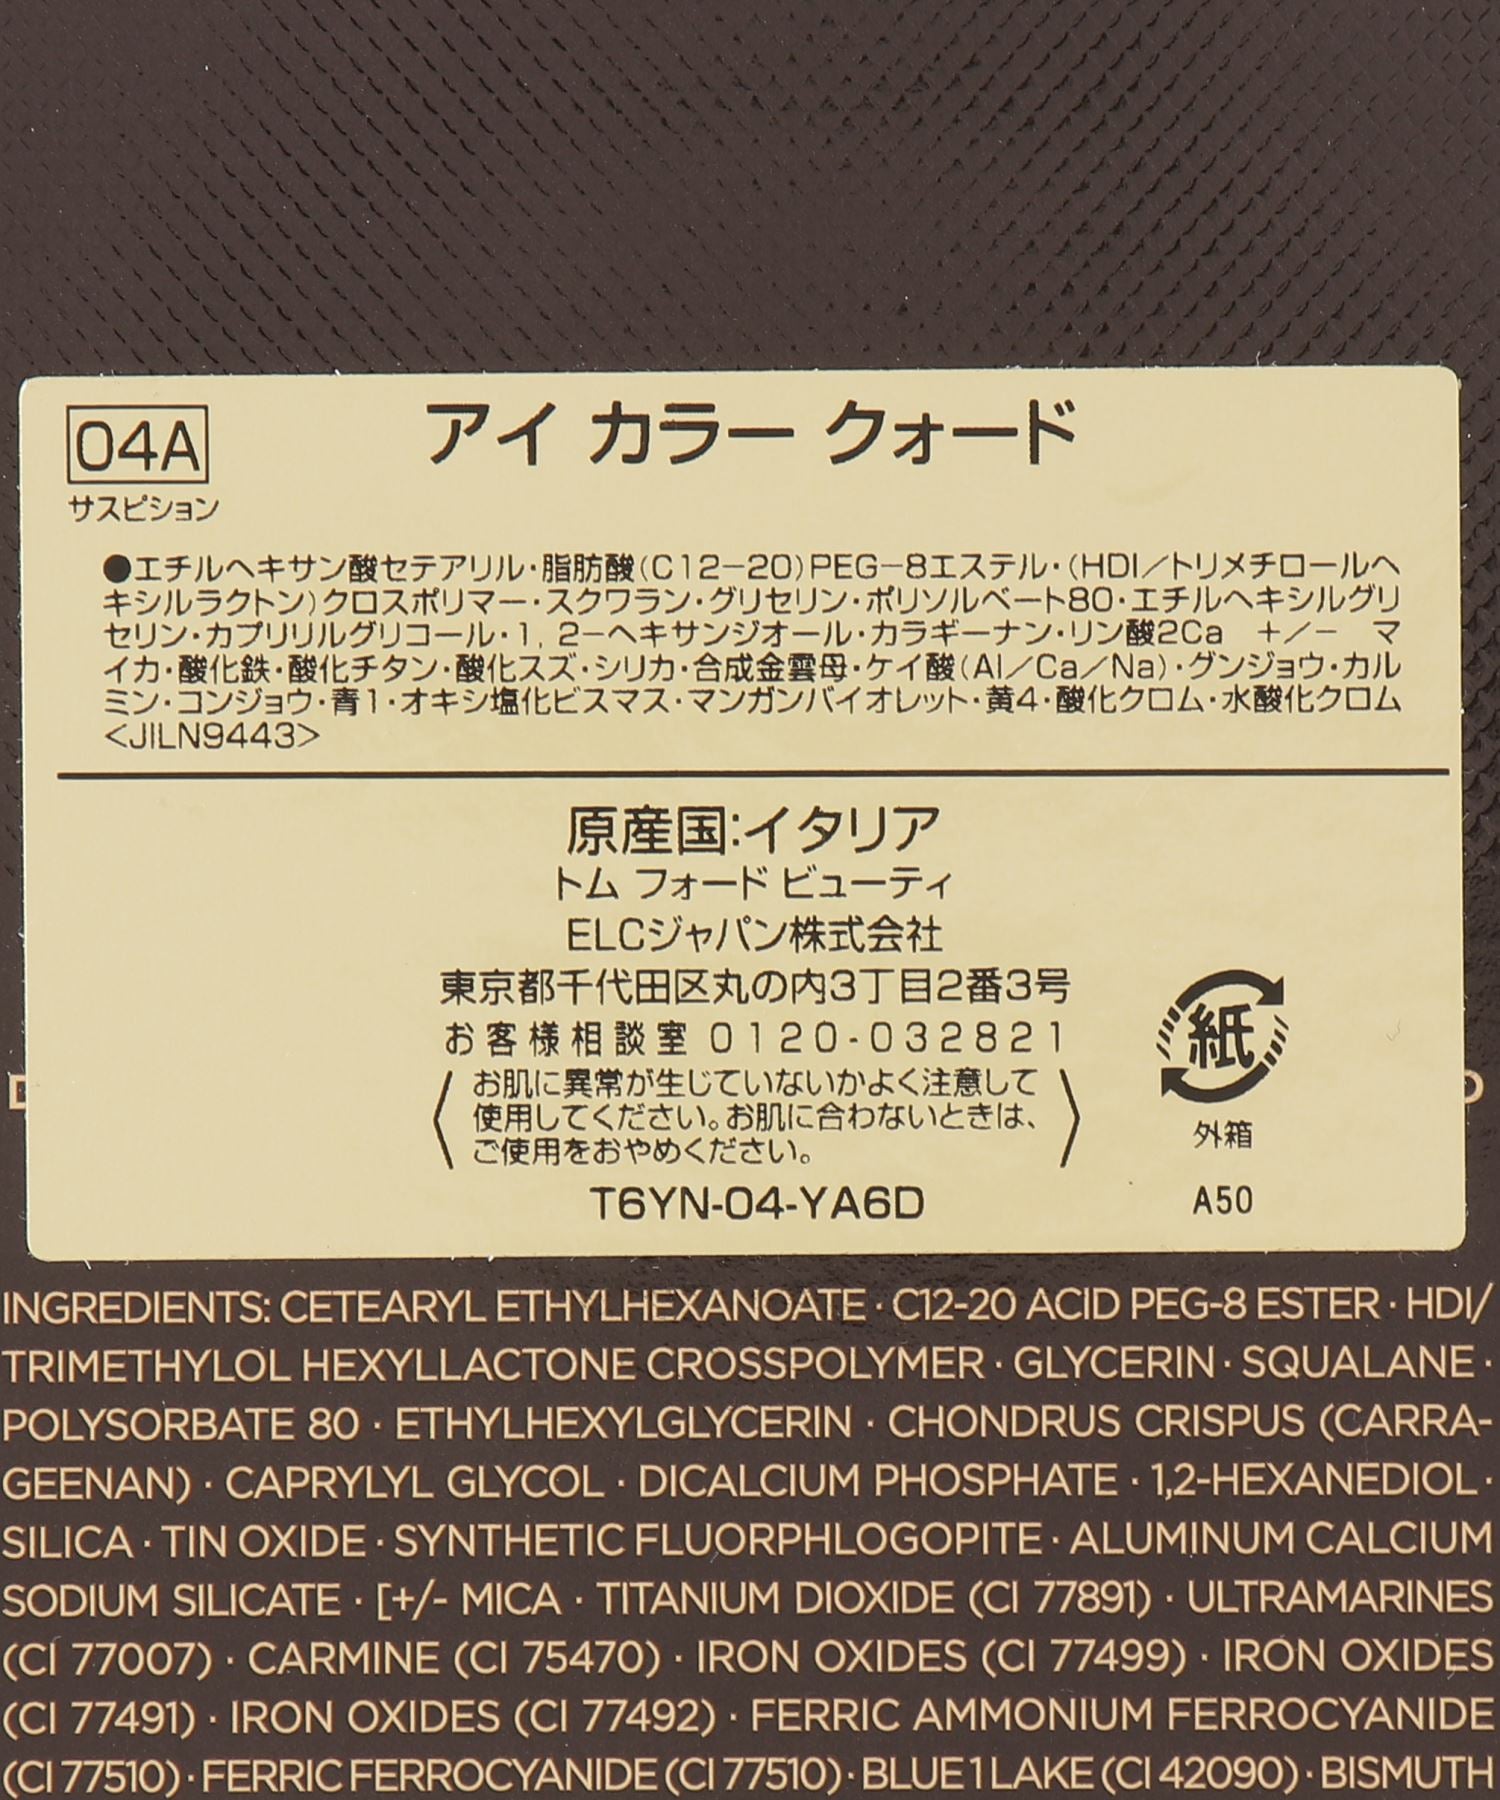 04A
アイ カラー クォード
サスピション
●エチルヘキサン酸セテアリル・脂肪酸(C12-20)PEG-8エステル・(HDI/トリメチロールヘ
キシルラクトン)クロスポリマー・スクワラン・グリセリン・ポリソルベート80・エチルヘキシルグリ
セリン・カプリリルグリコール・1,2-ヘキサンジオール・カラギーナン・リン酸2Ca +/- マ
イカ・酸化鉄・酸化チタン・酸化スズ・シリカ・合成金雲母・ケイ酸(Al/Ca/Na)・グンジョウ・カル
ミン・コンジョウ・青1・オキシ塩化ビスマス・マンガンバイオレット・黄4・酸化クロム・水酸化クロム
<JILN9443>
原産国:イタリア
トム フォード ビューティ
ELCジャパン株式会社
東京都千代田区丸の内3丁目2番3号
お客様相談室 0120-032821
お肌に異常が生じていないかよく注意して
使用してください。お肌に合わないときは、
ご使用をおやめください。
T6YN-04-YA6D
紙
外箱
A50
INGREDIENTS: CETEARYL ETHYLHEXANOATE · C12-20 ACID PEG-8 ESTER · HDI/
TRIMETHYLOL HEXYLLACTONE CROSSPOLYMER · GLYCERIN · SQUALANE ·
POLYSORBATE 80 · ETHYLHEXYLGLYCERIN · CHONDRUS CRISPUS (CARRA-
GEENAN) · CAPRYLYL GLYCOL · DICALCIUM PHOSPHATE · 1,2-HEXANEDIOL ·
SILICA · TIN OXIDE · SYNTHETIC FLUORPHLOGOPITE · ALUMINUM CALCIUM
SODIUM SILICATE · [+/- MICA · TITANIUM DIOXIDE (CI 77891) · ULTRAMARINES
(CI 77007) · CARMINE (CI 75470) · IRON OXIDES (CI 77499) · IRON OXIDES
(CI 77491) · IRON OXIDES (CI 77492) · FERRIC AMMONIUM FERROCYANIDE
(CI 77510) · FERRIC FERROCYANIDE (CI 77510) · BLUE 1 LAKE (CI 42090) · BISMUTH